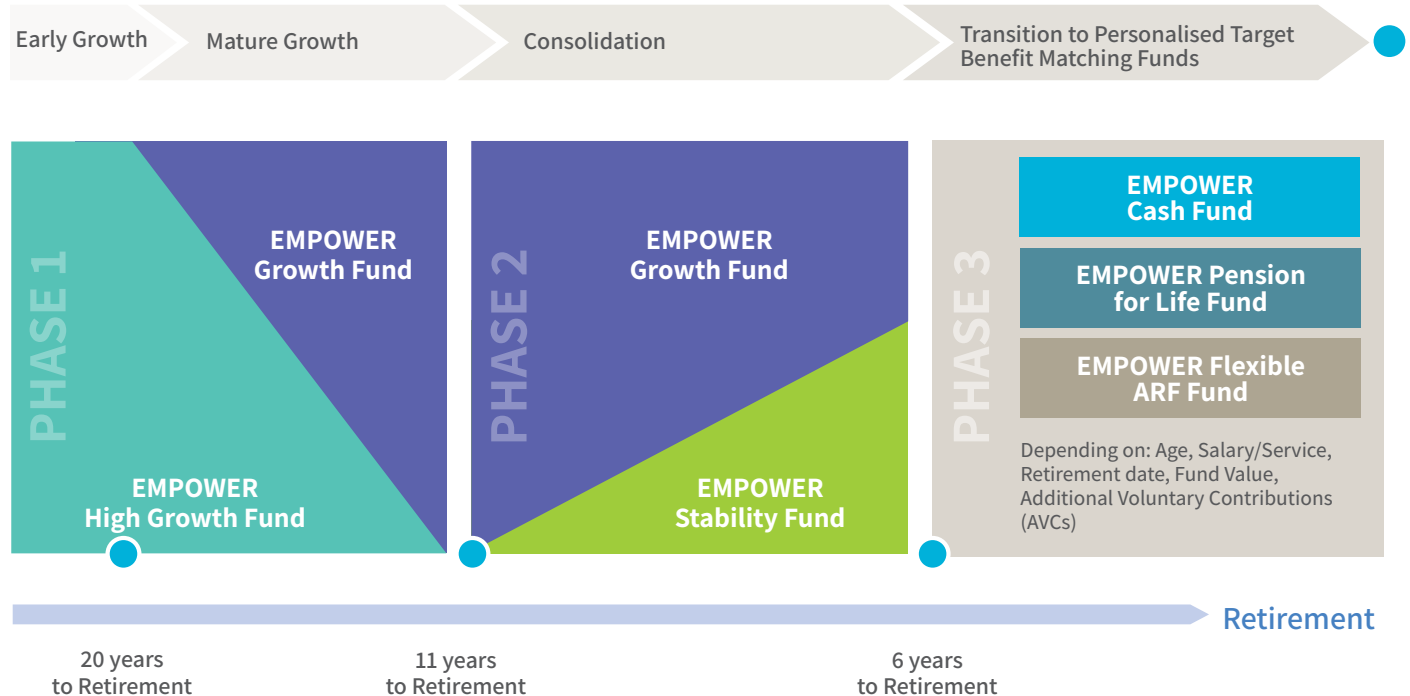 Early Growth
Mature Growth
Consolidation
Transition to Personalised Target
Benefit Matching Funds
PHASE 1
EMPOWER
Growth Fund
EMPOWER
High Growth Fund
PHASE 2
EMPOWER
Growth Fund
EMPOWER
Stability Fund
PHASE 3
EMPOWER
Cash Fund
EMPOWER Pension
for Life Fund
EMPOWER Flexible
ARF Fund
Depending on: Age, Salary/Service,
Retirement date, Fund Value,
Additional Voluntary Contributions
(AVCs)
Retirement
20 years
to Retirement
11 years
to Retirement
6 years
to Retirement